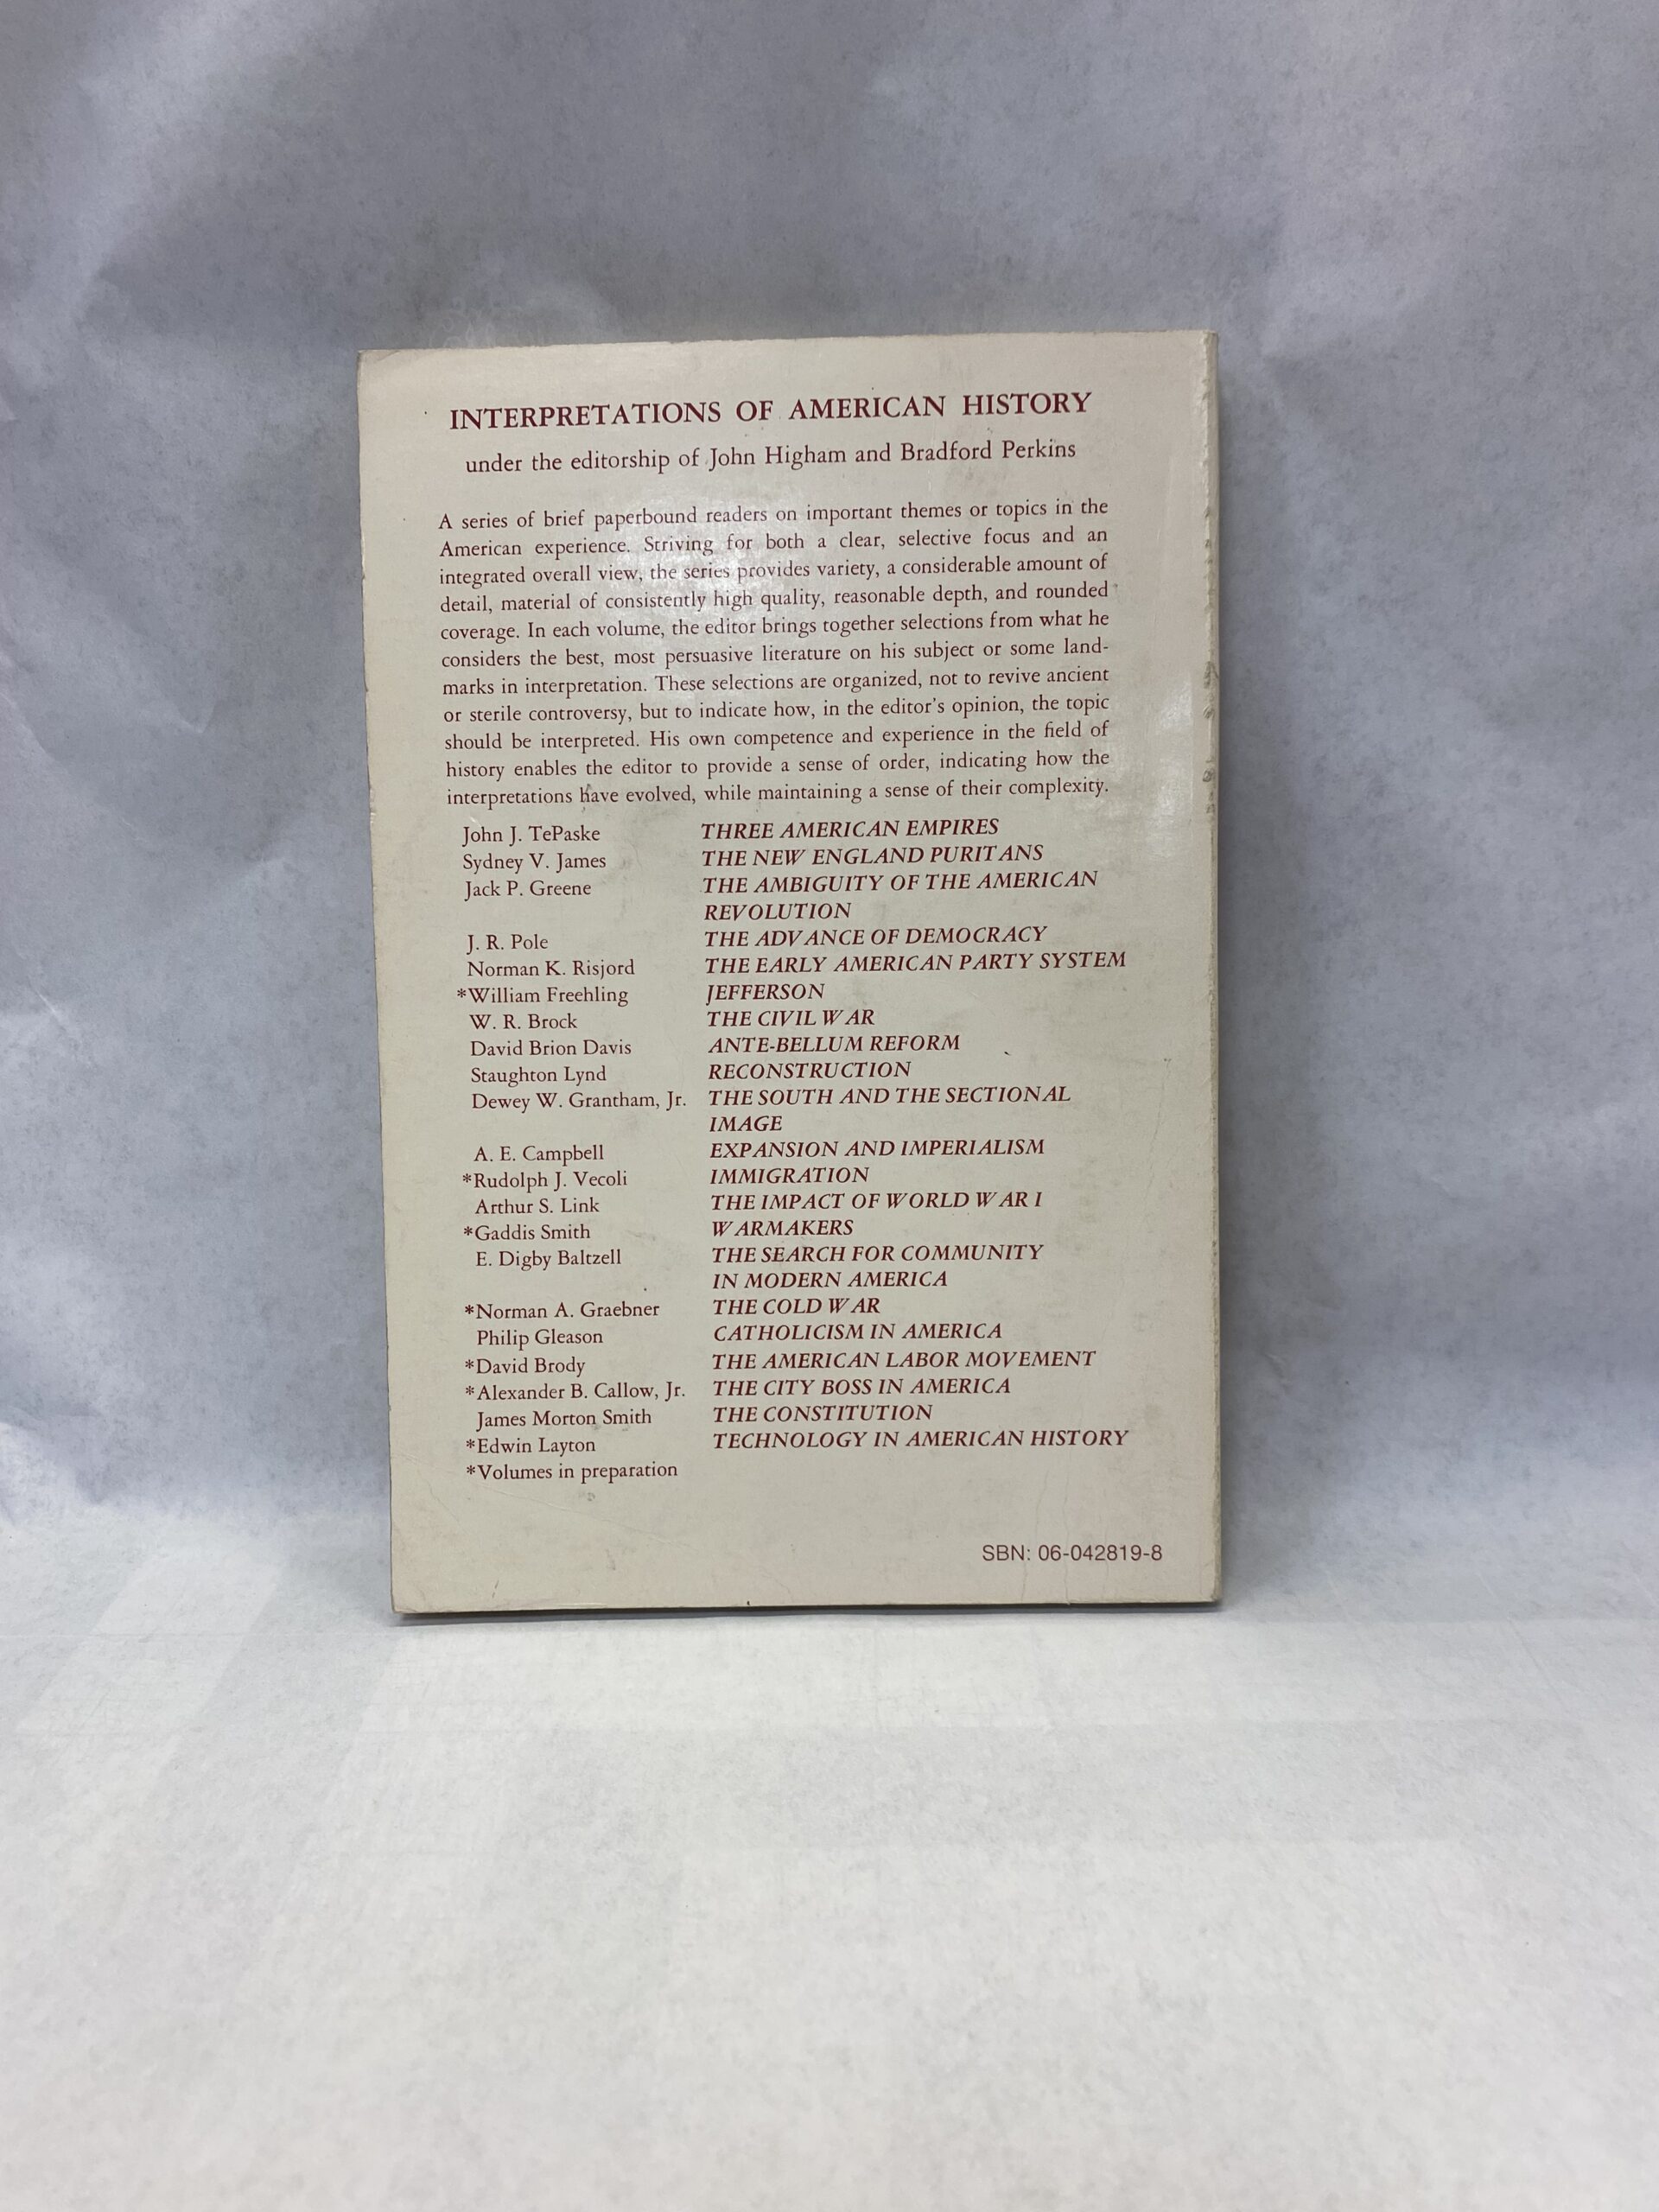 INTERPRETATIONS OF AMERICAN HISTORY
under the editorship of John Higham and Bradford Perkins
A series of brief paperbound readers on important themes or topics in the
American experience. Striving for both a clear, selective focus and an
integrated overall view, the series provides variety, a considerable amount of
detail, material of consistently high quality, reasonable depth, and rounded
coverage. In each volume, the editor brings together selections from what he
considers the best, most persuasive literature on his subject or some land-
marks in interpretation. These selections are organized, not to revive ancient
or sterile controversy, but to indicate how, in the editor's opinion, the topic
should be interpreted. His own competence and experience in the field of
history enables the editor to provide a sense of order, indicating how the
interpretations have evolved, while maintaining a sense of their complexity.
John J. TePaske THREE AMERICAN EMPIRES
Sydney V. James THE NEW ENGLAND PURITANS
Jack P. Greene THE AMBIGUITY OF THE AMERICAN
REVOLUTION
J. R. Pole THE ADVANCE OF DEMOCRACY
Norman K. Risjord THE EARLY AMERICAN PARTY SYSTEM
*William Freehling JEFFERSON
W. R. Brock THE CIVIL WAR
David Brion Davis ANTE-BELLUM REFORM
Staughton Lynd RECONSTRUCTION
Dewey W. Grantham, Jr. THE SOUTH AND THE SECTIONAL
IMAGE
A. E. Campbell EXPANSION AND IMPERIALISM
*Rudolph J. Vecoli IMMIGRATION
Arthur S. Link THE IMPACT OF WORLD WAR I
*Gaddis Smith WARMAKERS
E. Digby Baltzell THE SEARCH FOR COMMUNITY
IN MODERN AMERICA
*Norman A. Graebner THE COLD WAR
Philip Gleason CATHOLICISM IN AMERICA
*David Brody THE AMERICAN LABOR MOVEMENT
*Alexander B. Callow, Jr. THE CITY BOSS IN AMERICA
James Morton Smith THE CONSTITUTION
*Edwin Layton TECHNOLOGY IN AMERICAN HISTORY
*Volumes in preparation
SBN: 06-042819-8